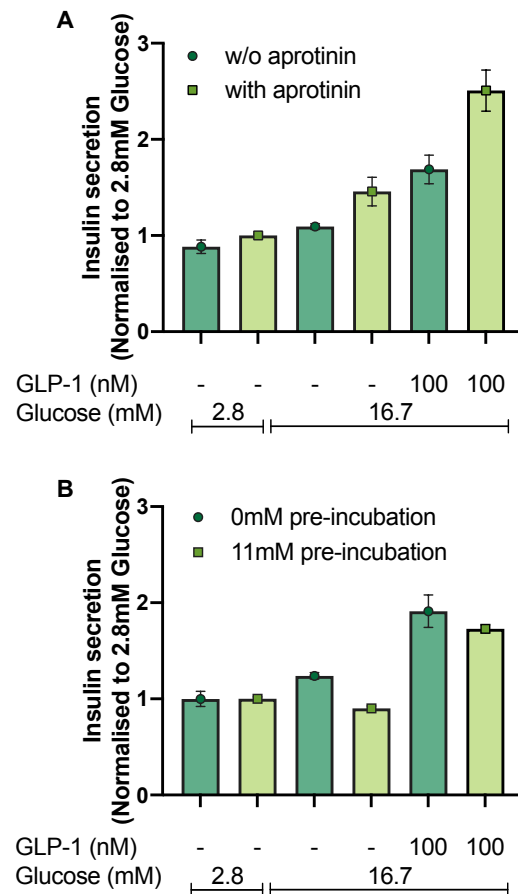 A
w/o aprotinin
with aprotinin
Insulin secretion
(Normalised to 2.8mM Glucose)
3
2
1
0
GLP-1 (nM) - - - - 100 100
Glucose (mM) 2.8 16.7
B
0mM pre-incubation
11mM pre-incubation
Insulin secretion
(Normalised to 2.8mM Glucose)
3
2
1
0
GLP-1 (nM) - - - - 100 100
Glucose (mM) 2.8 16.7